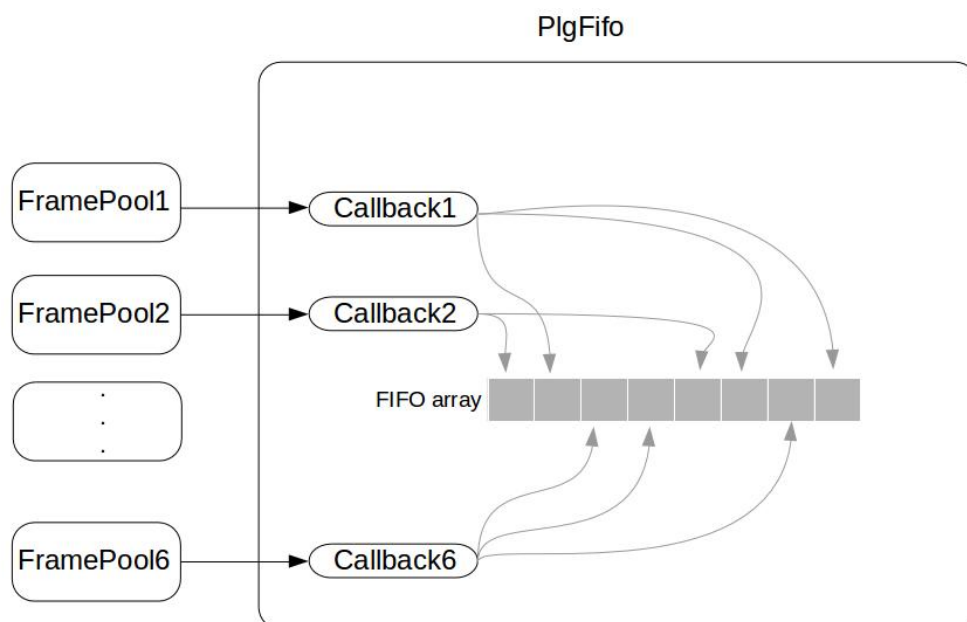 PlgFifo
FramePool1
Callback1
FramePool2
Callback2
.
.
.
FIFO array
FramePool6
Callback6